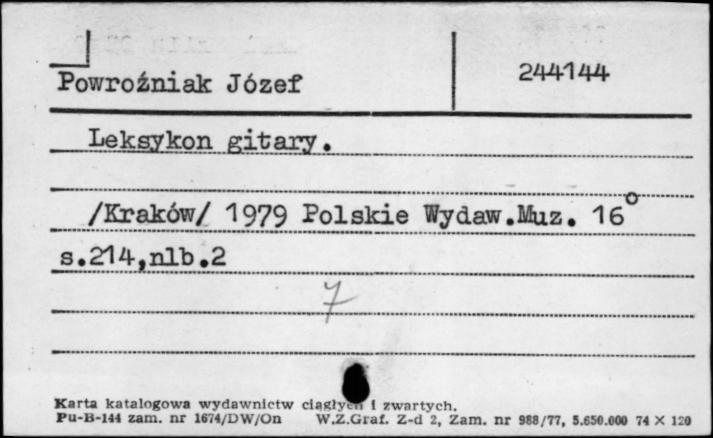 Powroźniak Józef 244144
Leksykon gitary.
/Kraków/ 1979 Polskie Wydaw.Muz. 16°
s.214,nlb.2
7
Karta katalogowa wydawnictw ciągłych i zwartych.
Pu-B-144 zam. nr 1674/DW/On W.Z.Graf. Z-d 2, Zam. nr 988/77, 5.650.000 74 X 120